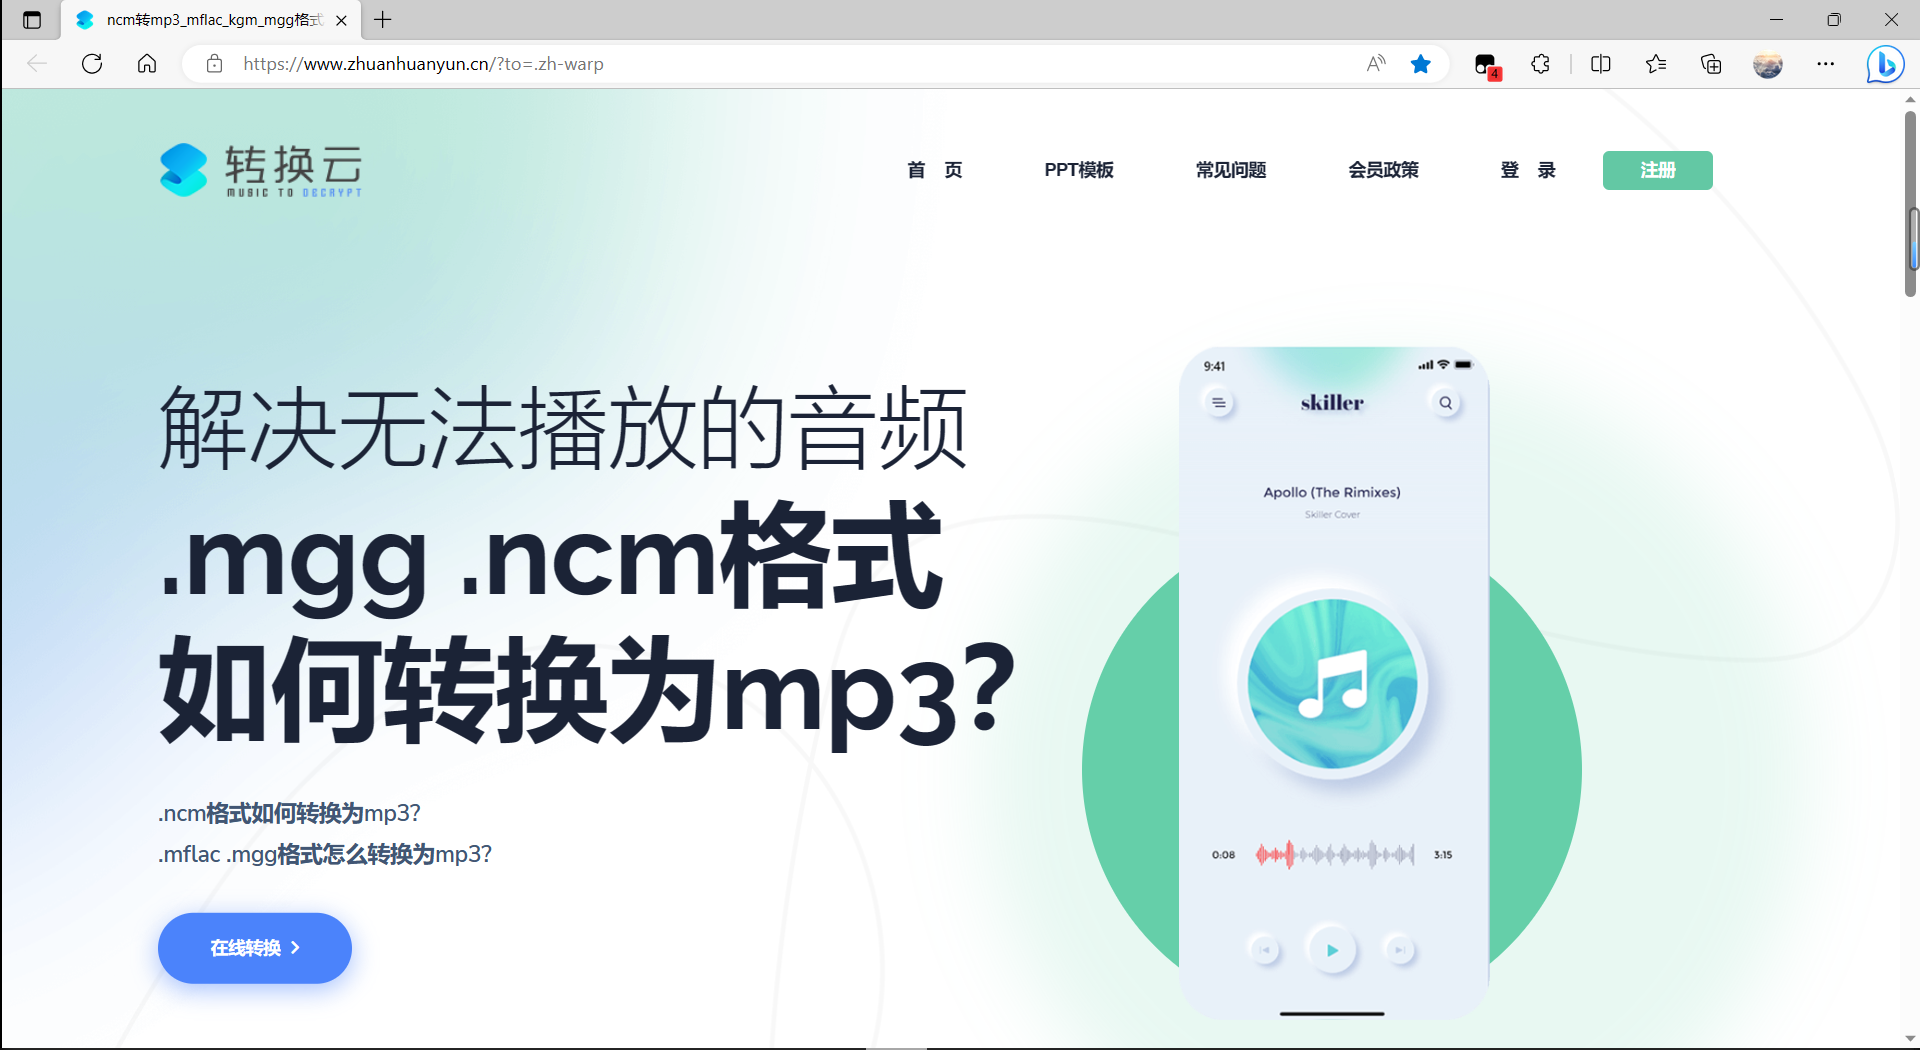 ncm转mp3_mflac_kgm_mgg格式
https://www.zhuanhuanyun.cn/?to=.zh-warp
4
转换云
MUSIC TO DECRYPT
首 页
PPT模板
常见问题
会员政策
登 录
注册
解决无法播放的音频
.mgg .ncm格式
如何转换为mp3?
.ncm格式如何转换为mp3?
.mflac .mgg格式怎么转换为mp3?
在线转换
9:41
skiller
Apollo (The Rimixes)
Skiller Cover
0:08
3:15